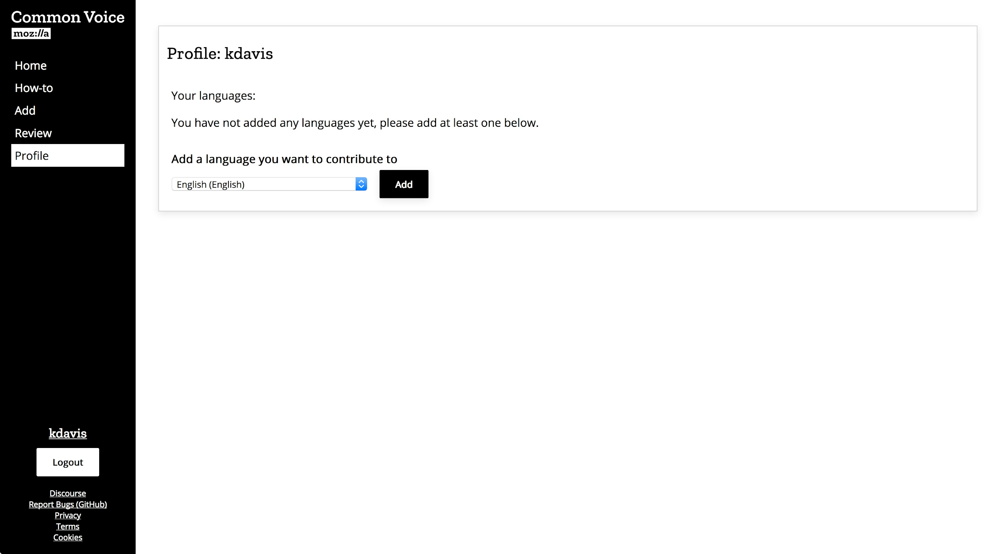 Common Voice
moz://a
Home
How-to
Add
Review
Profile
kdavis
Logout
Discourse
Report Bugs (GitHub)
Privacy
Terms
Cookies
Profile: kdavis
Your languages:
You have not added any languages yet, please add at least one below.
Add a language you want to contribute to
English (English)
Add